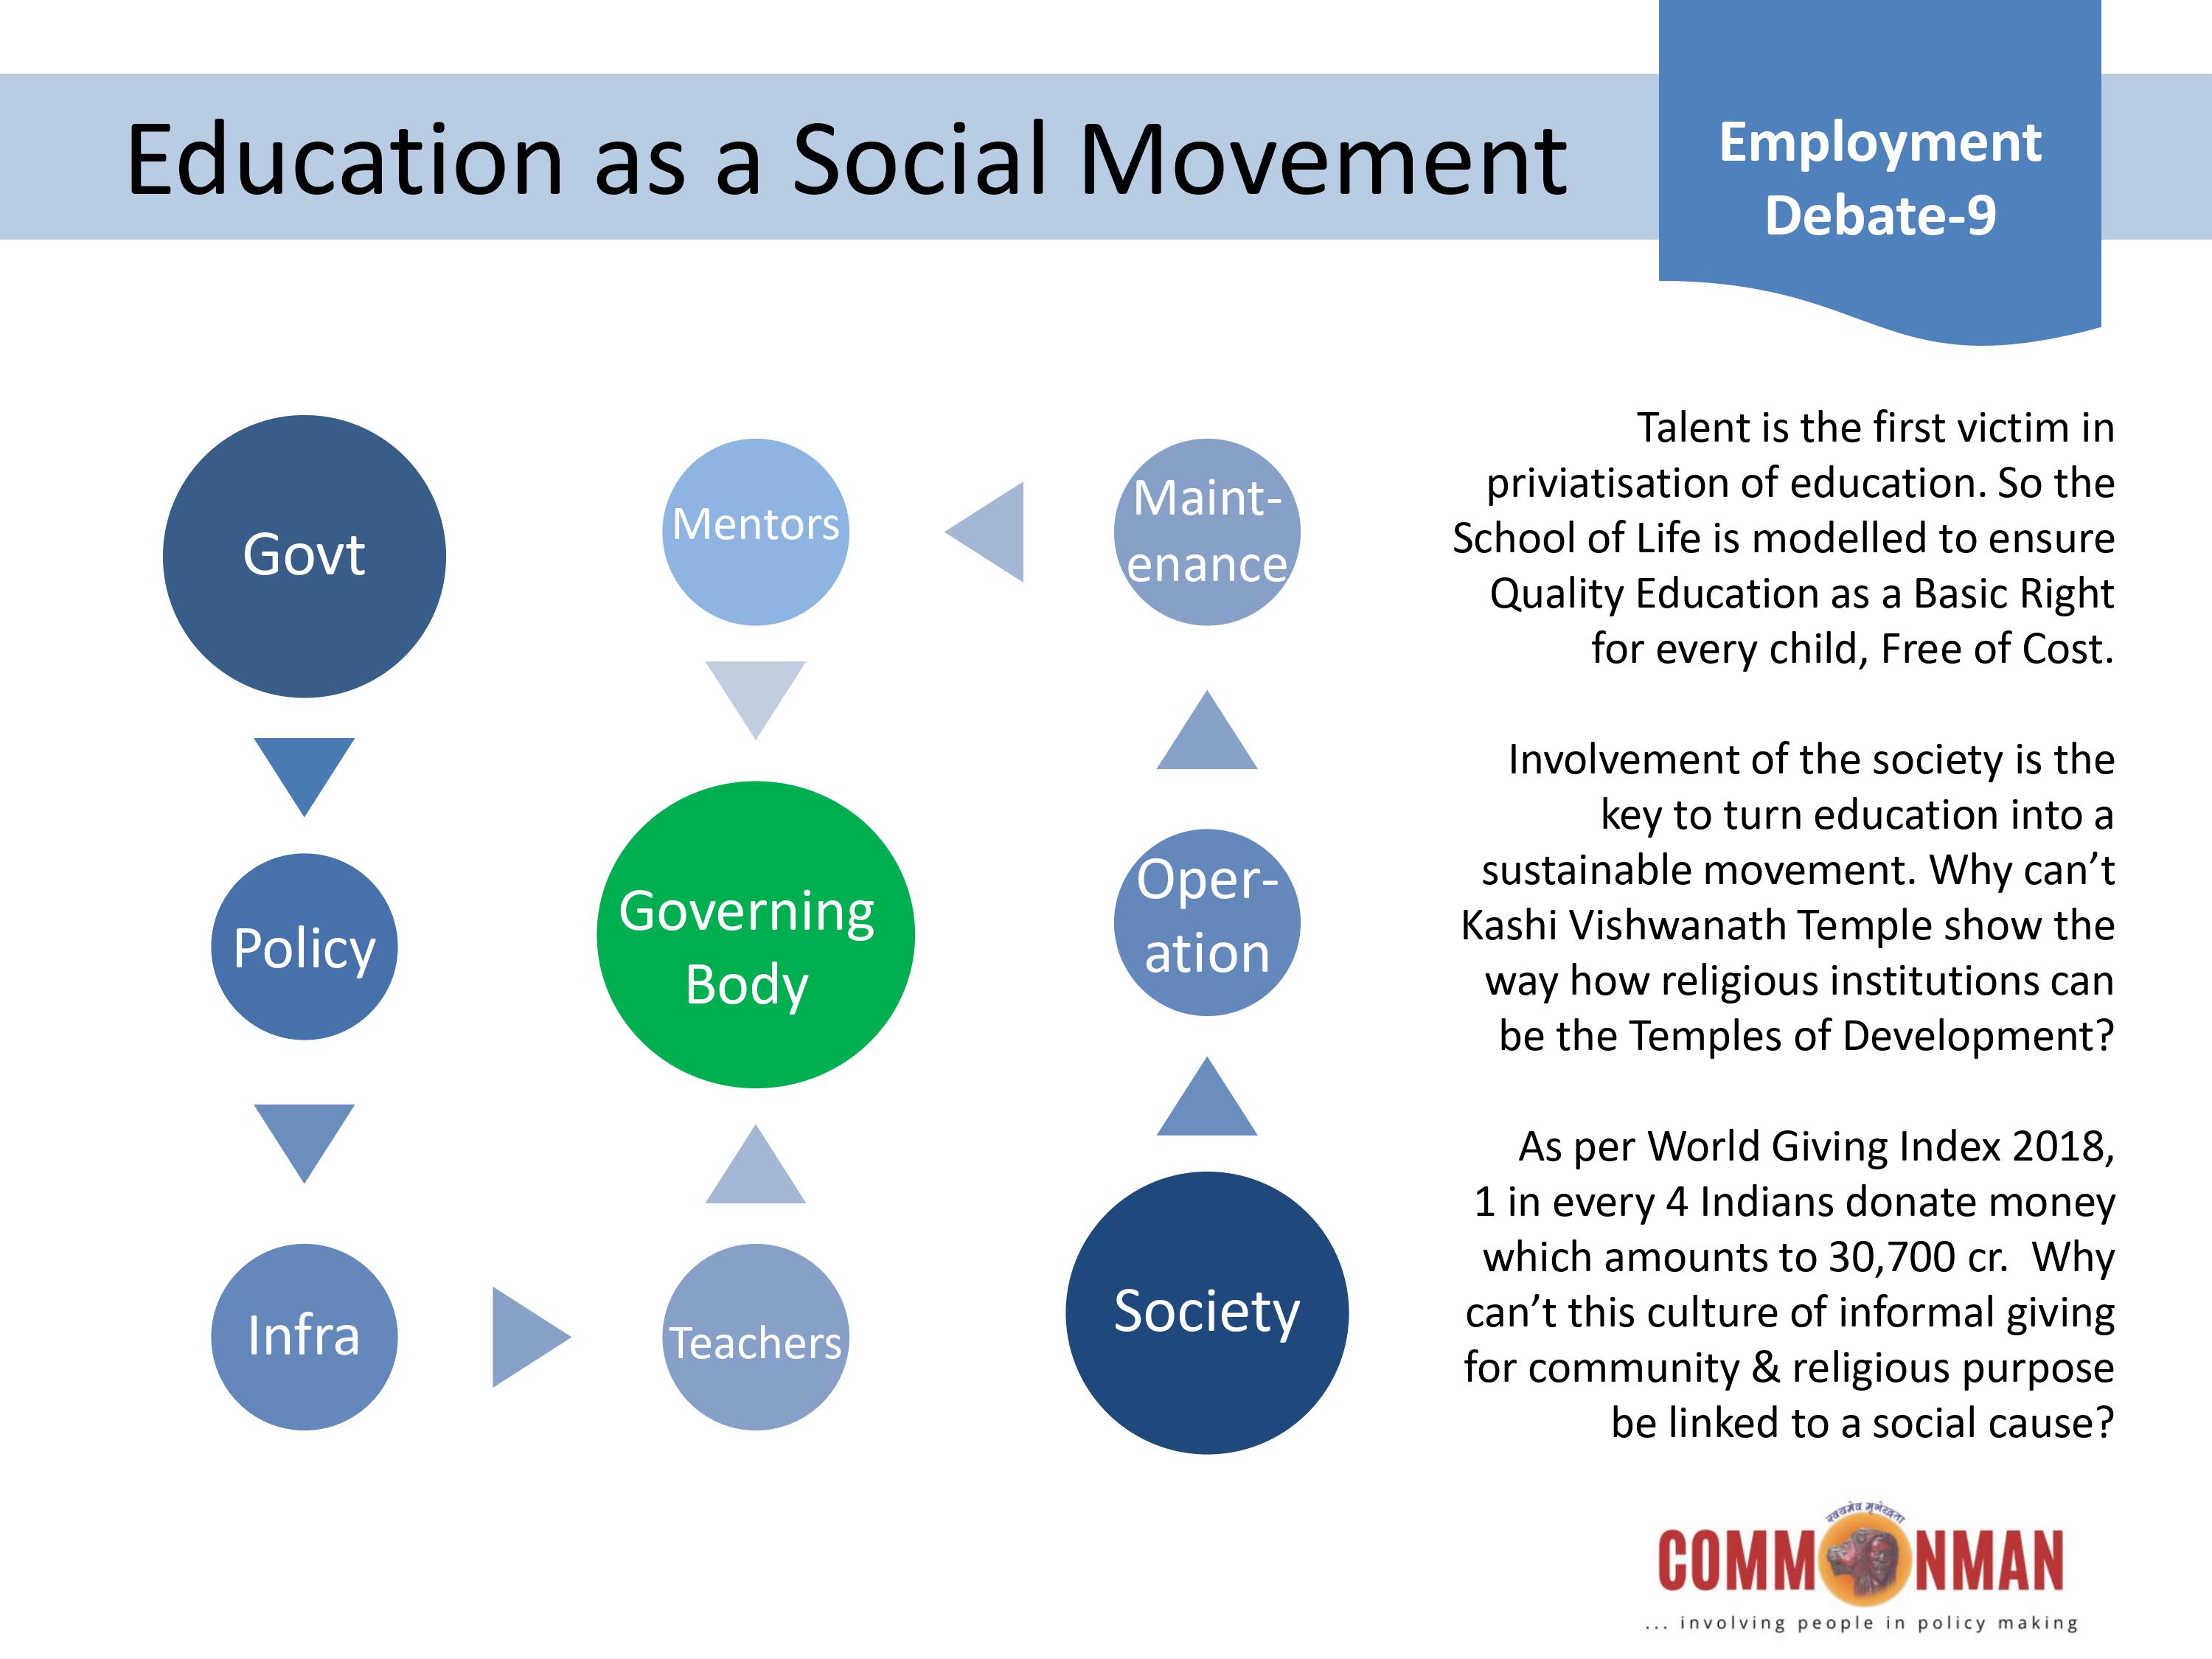 Education as a Social Movement
Employment
Debate-9
Govt
Policy
Infra
Mentors
Governing
Body
Teachers
Maint-
enance
Oper-
ation
Society
Talent is the first victim in
priviatisation of education. So the
School of Life is modelled to ensure
Quality Education as a Basic Right
for every child, Free of Cost.
Involvement of the society is the
key to turn education into a
sustainable movement. Why can’t
Kashi Vishwanath Temple show the
way how religious institutions can
be the Temples of Development?
As per World Giving Index 2018,
1 in every 4 Indians donate money
which amounts to 30,700 cr.  Why
can’t this culture of informal giving
for community & religious purpose
be linked to a social cause?
COMMONMAN
... involving people in policy making